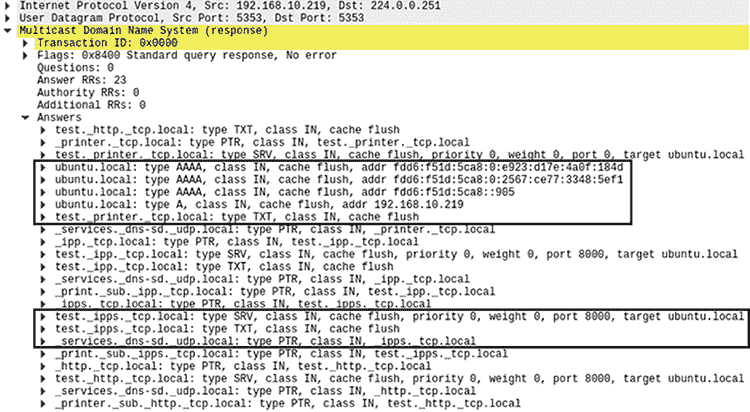 Internet Protocol Version 4, Src: 192.168.10.219, Dst: 224.0.0.251
User Datagram Protocol, Src Port: 5353, Dst Port: 5353
Multicast Domain Name System (response)
Transaction ID: 0x0000
Flags: 0x8400 Standard query response, No error
Questions: 0
Answer RRs: 23
Authority RRs: 0
Additional RRs: 0
Answers
test._http._tcp.local: type TXT, class IN, cache flush
_printer._tcp.local: type PTR, class IN, test._printer._tcp.local
test._printer._tcp.local: type SRV, class IN, cache flush, priority 0, weight 0, port 0, target ubuntu.local
ubuntu.local: type AAAA, class IN, cache flush, addr fdd6:f51d:5ca8:0:e923:d17e:4a0f:184d
ubuntu.local: type AAAA, class IN, cache flush, addr fdd6:f51d:5ca8:0:2567:ce77:3348:5ef1
ubuntu.local: type AAAA, class IN, cache flush, addr fdd6:f51d:5ca8::905
ubuntu.local: type A, class IN, cache flush, addr 192.168.10.219
test._printer._tcp.local: type TXT, class IN, cache flush
_services._dns-sd._udp.local: type PTR, class IN, _printer._tcp.local
_ipp._tcp.local: type PTR, class IN, test._ipp._tcp.local
test._ipp._tcp.local: type SRV, class IN, cache flush, priority 0, weight 0, port 8000, target ubuntu.local
test._ipp._tcp.local: type TXT, class IN, cache flush
_services._dns-sd._udp.local: type PTR, class IN, _ipp._tcp.local
_print._sub._ipp._tcp.local: type PTR, class IN, test._ipp._tcp.local
_ipps._tcp.local: type PTR, class IN, test._ipps._tcp.local
test._ipps._tcp.local: type SRV, class IN, cache flush, priority 0, weight 0, port 8000, target ubuntu.local
test._ipps._tcp.local: type TXT, class IN, cache flush
_services._dns-sd._udp.local: type PTR, class IN, _ipps._tcp.local
_print._sub._ipps._tcp.local: type PTR, class IN, test._ipps._tcp.local
_http._tcp.local: type PTR, class IN, test._http._tcp.local
test._http._tcp.local: type SRV, class IN, cache flush, priority 0, weight 0, port 8000, target ubuntu.local
_services._dns-sd._udp.local: type PTR, class IN, _http._tcp.local
_printer._sub._http._tcp.local: type PTR, class IN, test._http._tcp.local